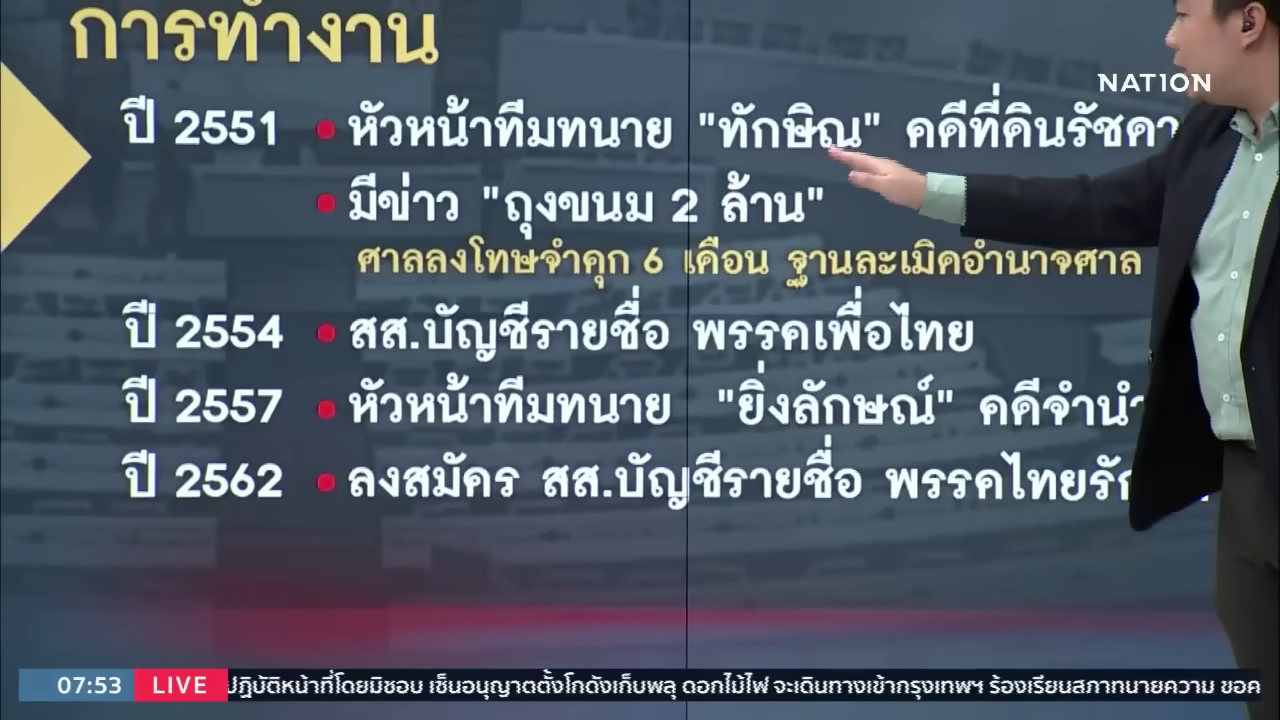 การทำงาน
NATION
ปี 2551 • หัวหน้าทีมทนาย "ทักษิณ" คดีที่ดินรัชดา
• มีข่าว "ถุงขนม 2 ล้าน"
ศาลลงโทษจำคุก 6 เดือน ฐานละเมิดอำนาจศาล
ปี 2554 • สส.บัญชีรายชื่อ พรรคเพื่อไทย
ปี 2557 • หัวหน้าทีมทนาย "ยิ่งลักษณ์" คดีจำนำ
ปี 2562 • ลงสมัคร สส.บัญชีรายชื่อ พรรคไทยรัก
07:53 LIVE ปฏิบัติหน้าที่โดยมิชอบ เซ็นอนุญาตตั้งโกดังเก็บพลุ ดอกไม้ไฟ จะเดินทางเข้ากรุงเทพฯ ร้องเรียนสภาทนายความ ขอค